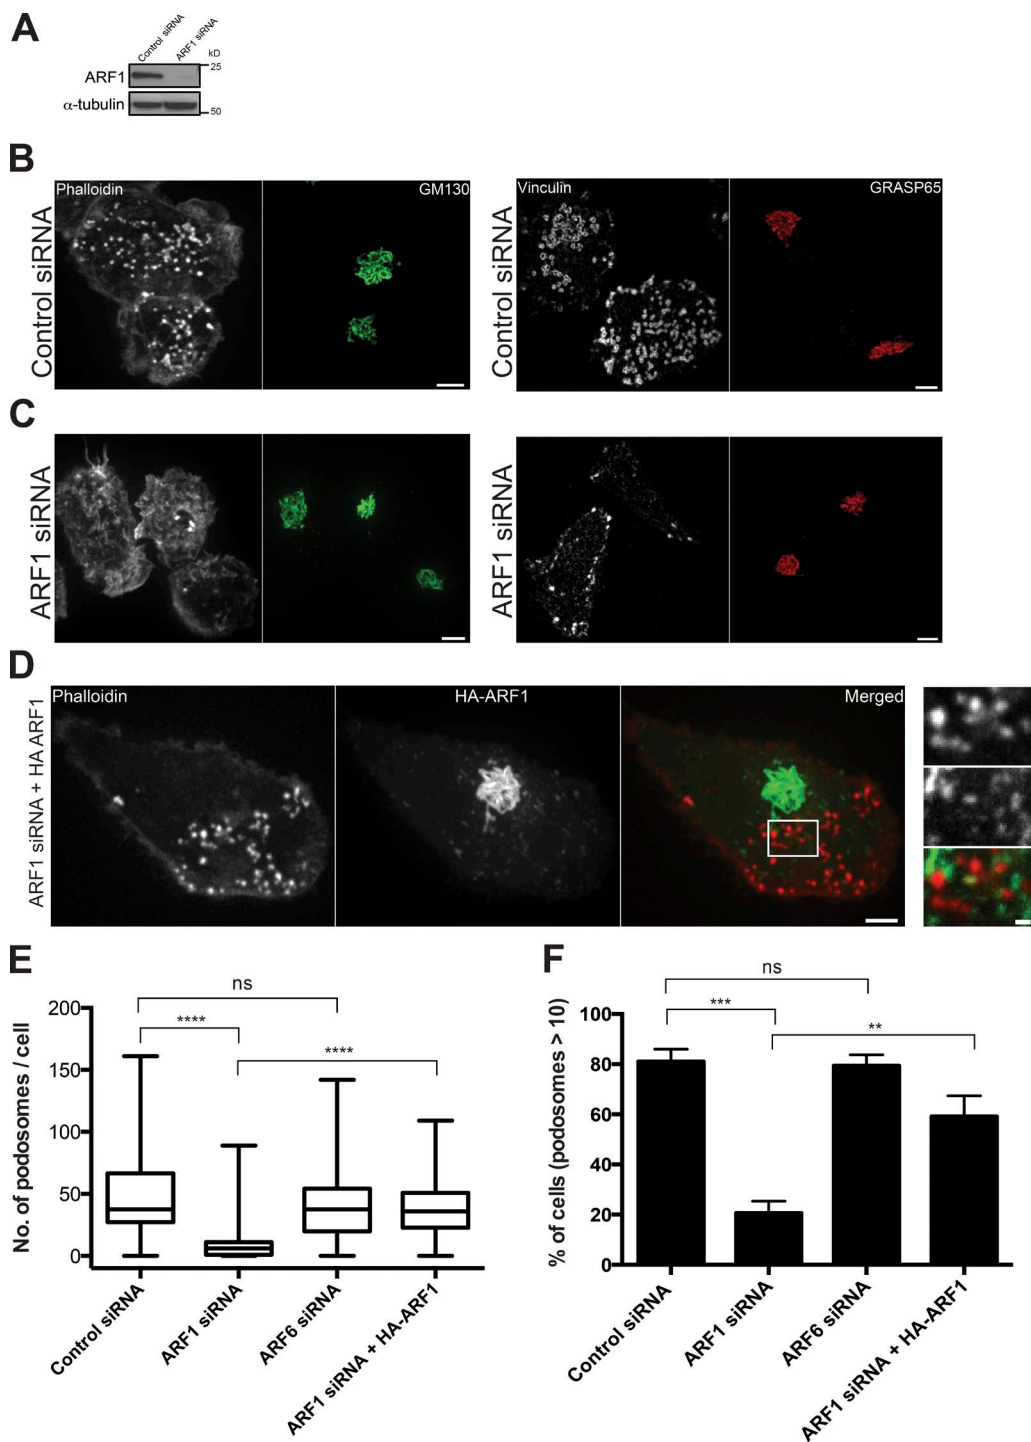 A
Control siRNA
ARF1 siRNA
kD
ARF1
25
α-tubulin
50
B
Control siRNA
Phalloidin
GM130
Control siRNA
Vinculin
GRASP65
C
ARF1 siRNA
ARF1 siRNA
D
ARF1 siRNA + HA ARF1
Phalloidin
HA-ARF1
Merged
E
No. of podosomes / cell
200
150
100
50
0
ns
****
****
Control siRNA
ARF1 siRNA
ARF6 siRNA
ARF1 siRNA + HA-ARF1
F
% of cells (podosomes > 10)
100
80
60
40
20
0
ns
***
**
Control siRNA
ARF1 siRNA
ARF6 siRNA
ARF1 siRNA + HA-ARF1